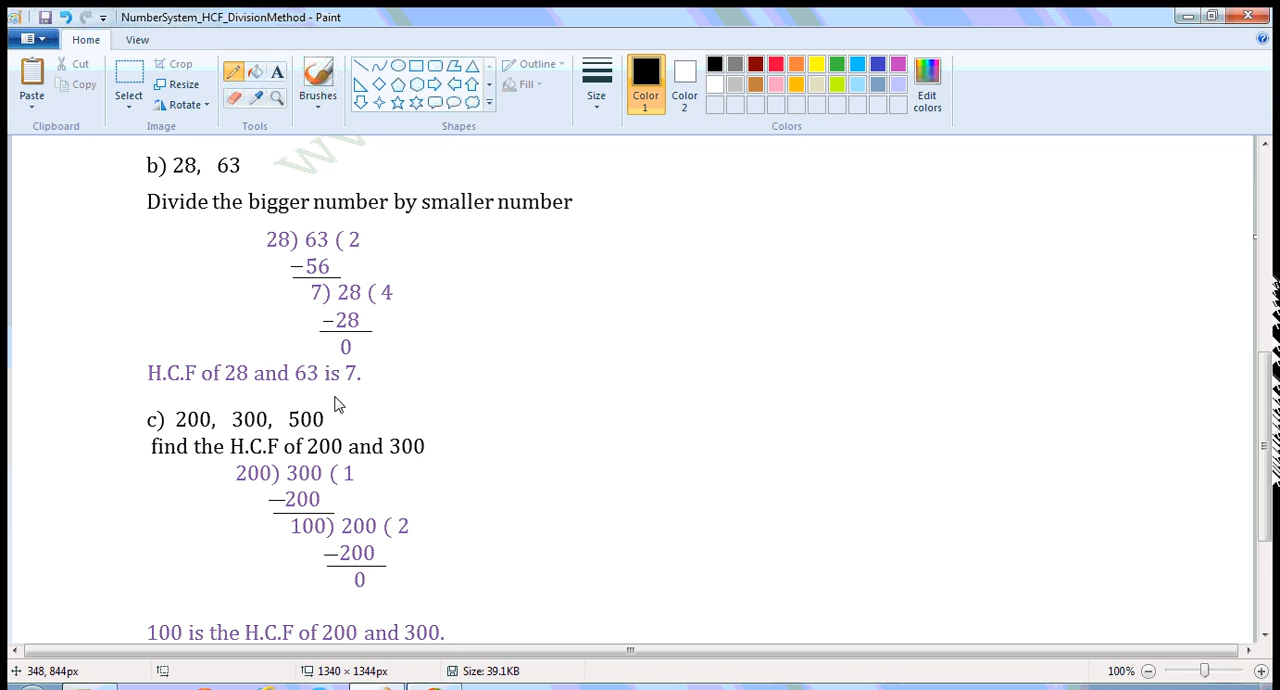 NumberSystem_HCF_DivisionMethod - Paint
Home View
Paste
Cut
Copy
Clipboard
Select
Crop
Resize
Rotate
Image
A
Tools
Brushes
Outline
Fill
Shapes
Size
Color 1
Color 2
Edit colors
Colors
b) 28, 63
Divide the bigger number by smaller number
28) 63 ( 2
−56
7) 28 ( 4
−28
0
H.C.F of 28 and 63 is 7.
c) 200, 300, 500
find the H.C.F of 200 and 300
200) 300 ( 1
−200
100) 200 ( 2
−200
0
100 is the H.C.F of 200 and 300.
348, 844px 1340 × 1344px Size: 39.1KB 100%